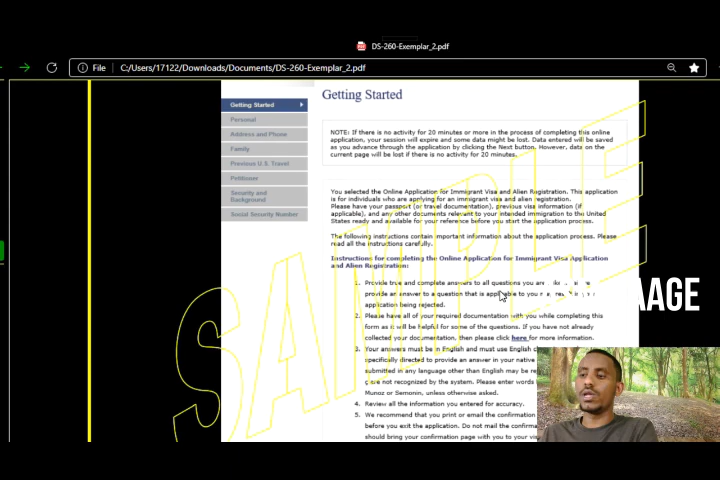 DS-260-Exemplar_2.pdf
File C:/Users/17122/Downloads/Documents/DS-260-Exemplar_2.pdf
Getting Started
Getting Started
Personal
Address and Phone
Family
Previous U.S. Travel
Petitioner
Security and
Background
Social Security Number
NOTE: If there is no activity for 20 minutes or more in the process of completing this online
application, your session will expire and some data might be lost. Data entered will be saved
as you advance through the application by clicking the Next button. However, data on the
current page will be lost if there is no activity for 20 minutes.
You selected the Online Application for Immigrant Visa and Alien Registration. This application
is for individuals who are applying for an immigrant visa and alien registration.
Please have your passport (or travel documentation), previous visa information (if
applicable), and any other documents relevant to your intended immigration to the United
States ready and available for your reference before you start the application process.
The following instructions contain important information about the application process. Please
read all the instructions carefully.
Instructions for completing the Online Application for Immigrant Visa Application
and Alien Registration:
1. Provide true and complete answers to all questions you are
provide an answer to a question that is applicable to you
application being rejected.
2. Please have all of your required documentation with you while completing this
form as it will be helpful for some of the questions. If you have not already
collected your documentation, then please click here for more information.
3. Your answers must be in English and must use English
specifically directed to provide an answer in your native
submitted in any language other than English may be
are not recognized by the system. Please enter words
Munoz or Semonin, unless otherwise asked.
4. Review all the information you entered for accuracy.
5. We recommend that you print or email the confirmation
before you exit the application. Do not mail the
should bring your confirmation page with you to your
SAMPLE
AAGE